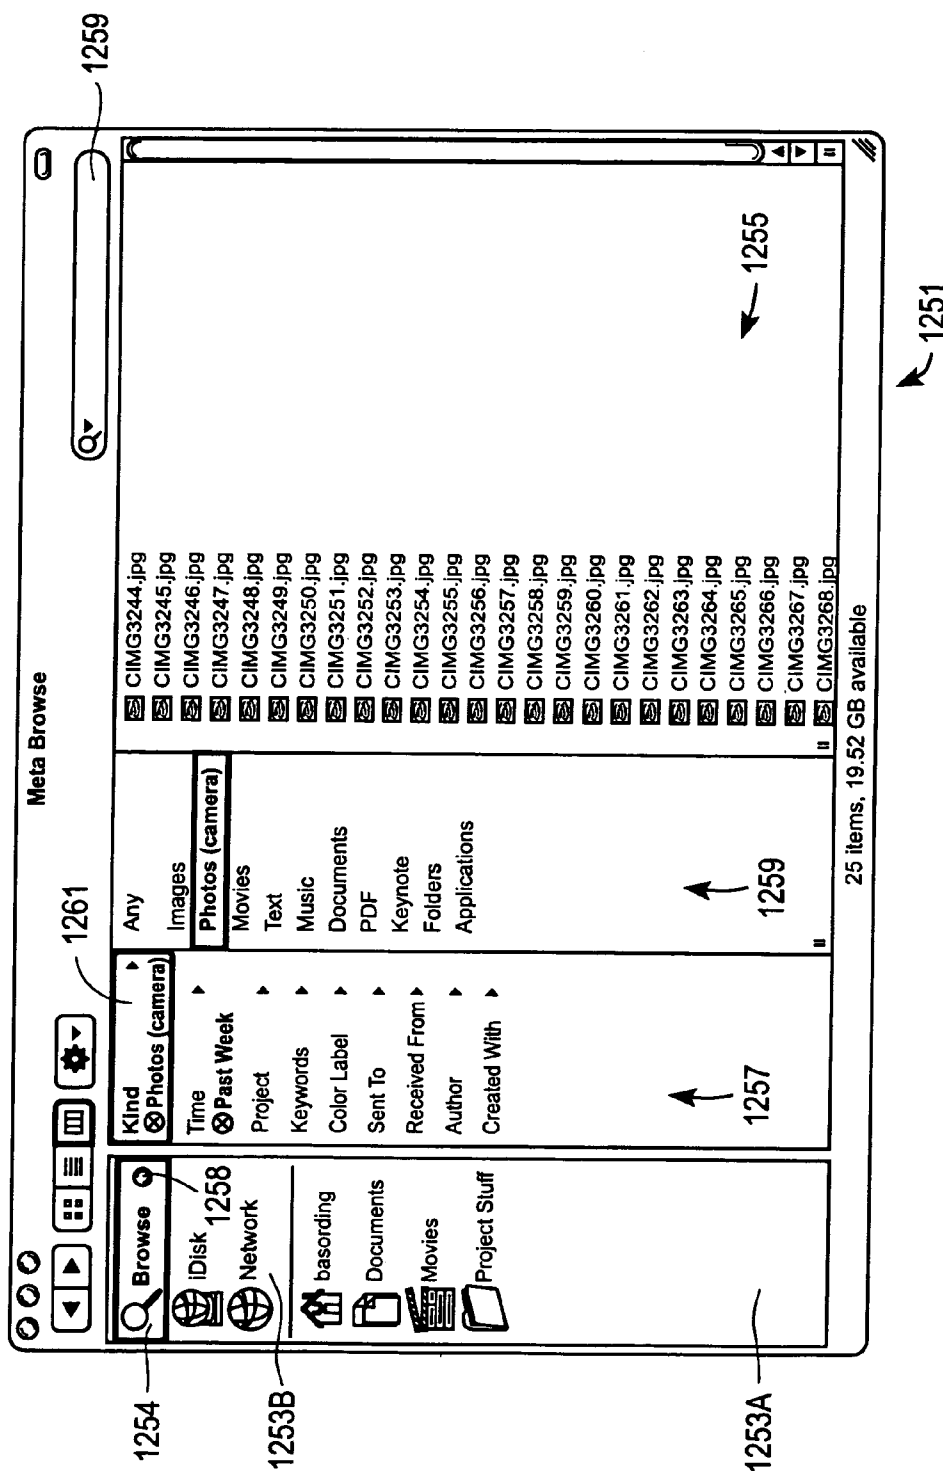 Meta Browse
1259
1261
Browse
1258
iDisk
Network
basording
Documents
Movies
Project Stuff
Kind
Photos (camera)
Time
Past Week
Project
Keywords
Color Label
Sent To
Received From
Author
Created With
Any
Images
Photos (camera)
Movies
Text
Music
Documents
PDF
Keynote
Folders
Applications
CIMG3244.jpg
CIMG3245.jpg
CIMG3246.jpg
CIMG3247.jpg
CIMG3248.jpg
CIMG3249.jpg
CIMG3250.jpg
CIMG3251.jpg
CIMG3252.jpg
CIMG3253.jpg
CIMG3254.jpg
CIMG3255.jpg
CIMG3256.jpg
CIMG3257.jpg
CIMG3258.jpg
CIMG3259.jpg
CIMG3260.jpg
CIMG3261.jpg
CIMG3262.jpg
CIMG3263.jpg
CIMG3264.jpg
CIMG3265.jpg
CIMG3266.jpg
CIMG3267.jpg
CIMG3268.jpg
25 items, 19.52 GB available
1254
1253B
1253A
1257
1259
1255
1251